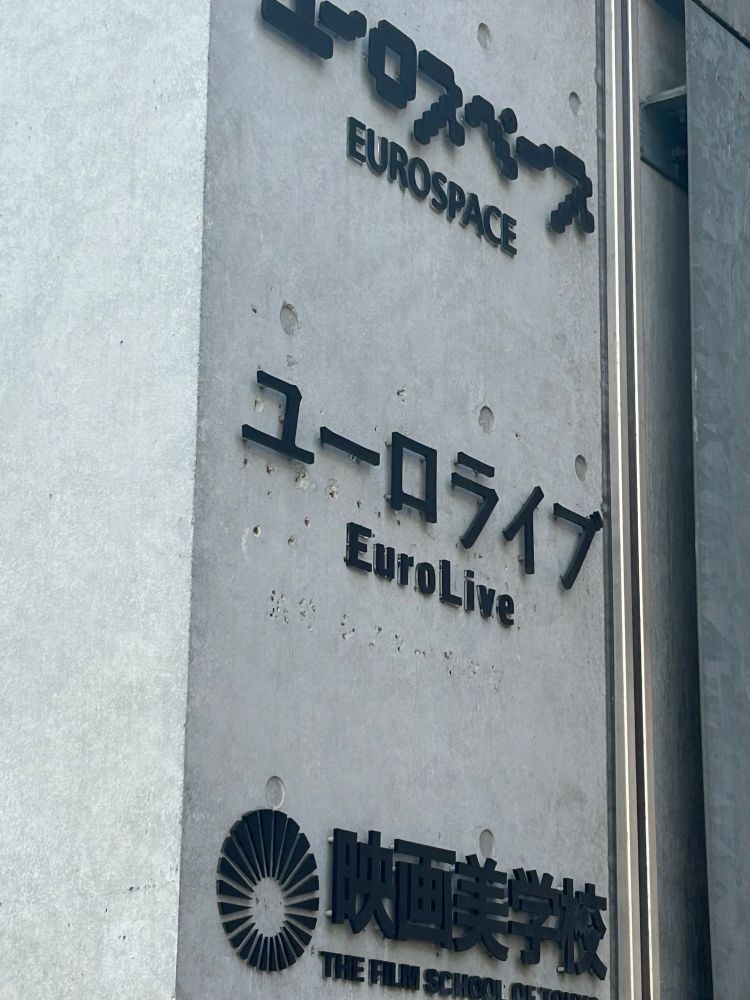 ユーロスペース
EUROSPACE
ユーロライブ
EuroLive
映画美学校
THE FILM SCHOOL OF